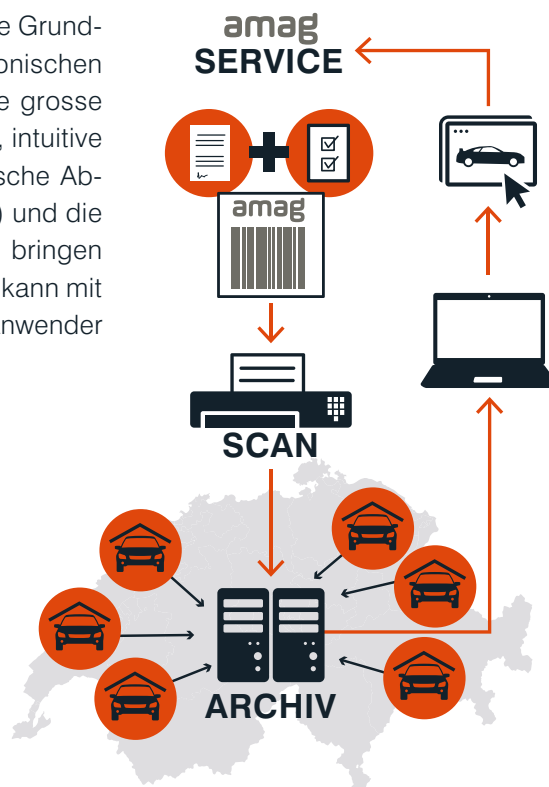 e Grund-
onischen
e grosse
, intuitive
sche Ab-
) und die
bringen
kann mit
nwender
amag
SERVICE
amag
SCAN
ARCHIV